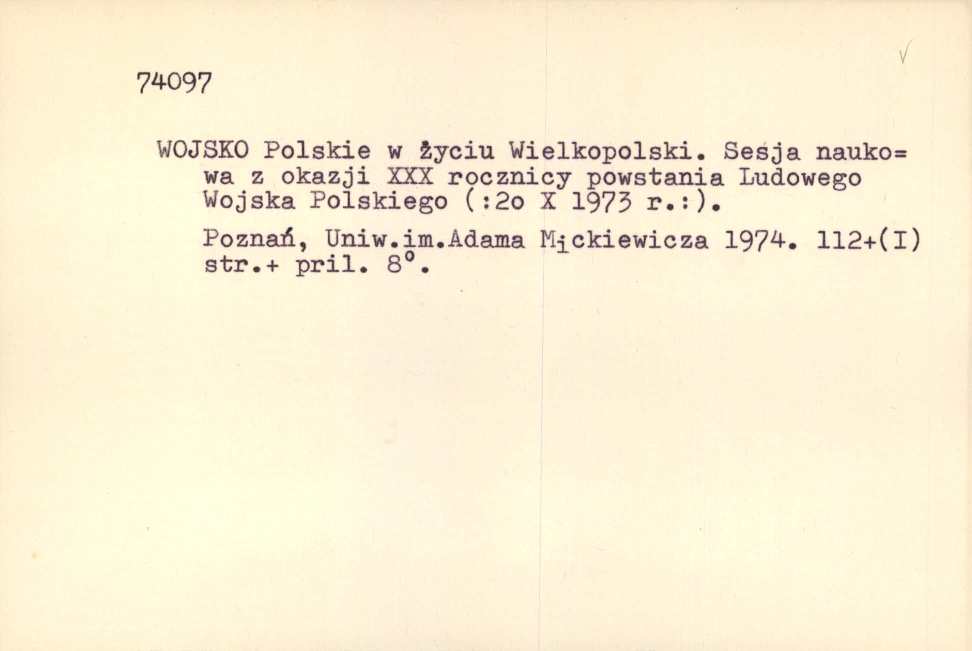 74097
WOJSKO Polskie w życiu Wielkopolski. Sesja nauko=
wa z okazji XXX rocznicy powstania Ludowego
Wojska Polskiego (:2o X 1973 r.:).
Poznań, Uniw.im.Adama Mickiewicza 1974. 112+(I)
str.+ pril. 8°.